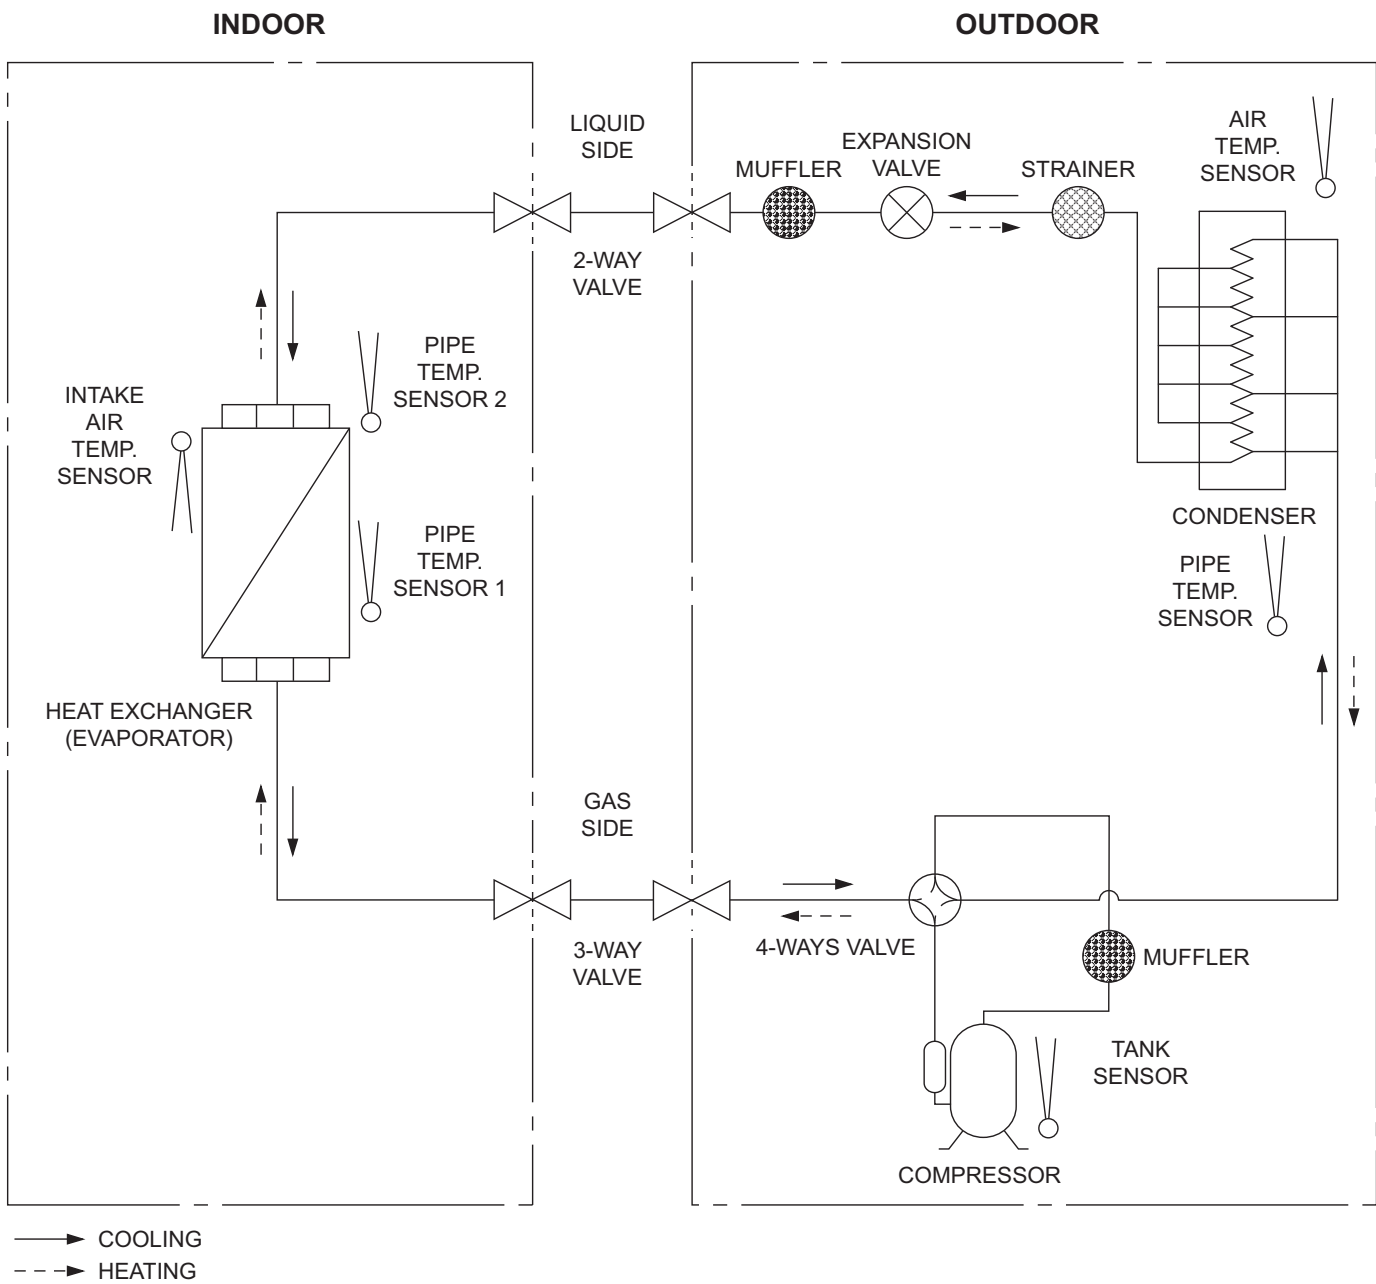 INDOOR
OUTDOOR
LIQUID
SIDE
MUFFLER
EXPANSION
VALVE
STRAINER
AIR
TEMP.
SENSOR
2-WAY
VALVE
PIPE
TEMP.
SENSOR 2
INTAKE
AIR
TEMP.
SENSOR
PIPE
TEMP.
SENSOR 1
CONDENSER
PIPE
TEMP.
SENSOR
HEAT EXCHANGER
(EVAPORATOR)
GAS
SIDE
3-WAY
VALVE
4-WAYS VALVE
MUFFLER
TANK
SENSOR
COMPRESSOR
COOLING
HEATING